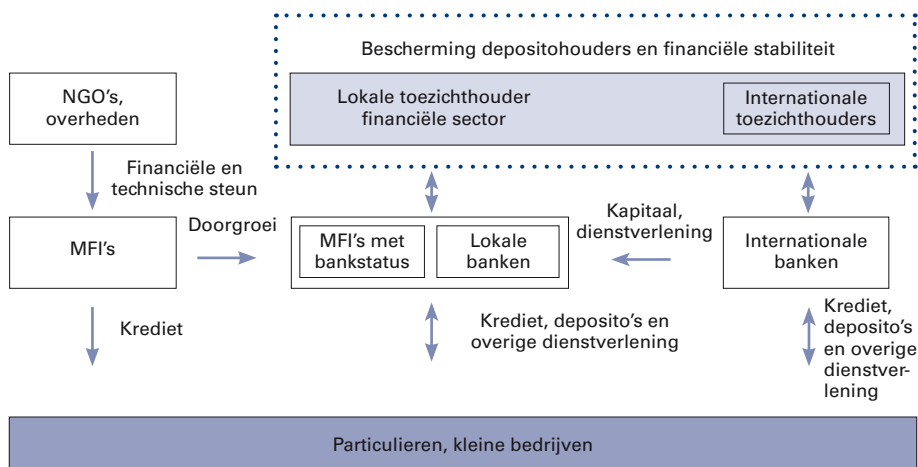 Bescherming depositohouders en financiële stabiliteit
NGO's,
overheden
Lokale toezichthouder
financiële sector
Internationale
toezichthouders
Financiële en
technische steun
MFI's
Doorgroei
MFI's met
bankstatus
Lokale
banken
Kapitaal,
dienstverlening
Internationale
banken
Krediet
Krediet, deposito's en
overige dienstverlening
Krediet,
deposito's
en overige
dienstver-
lening
Particulieren, kleine bedrijven